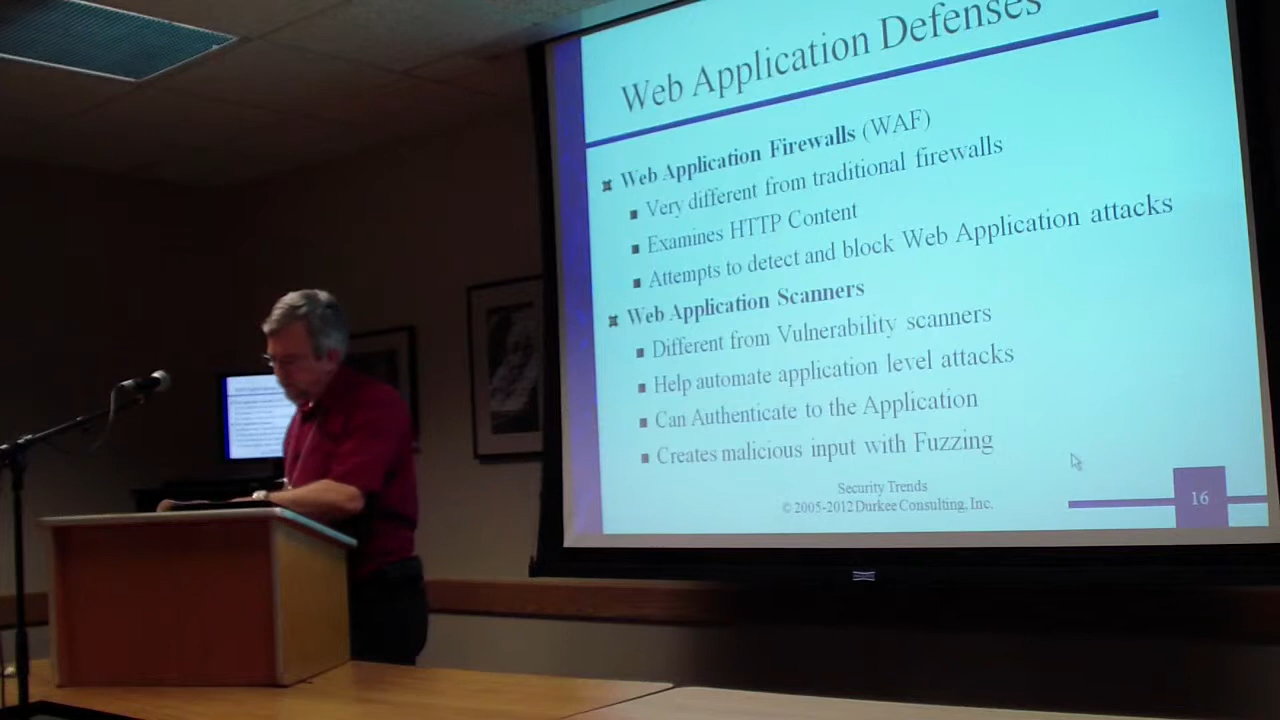 Web Application Defenses
Web Application Firewalls (WAF)
Very different from traditional firewalls
Examines HTTP Content
Attempts to detect and block Web Application attacks
Web Application Scanners
Different from Vulnerability scanners
Help automate application level attacks
Can Authenticate to the Application
Creates malicious input with Fuzzing
Security Trends
© 2005-2012 Durkee Consulting, Inc.
16